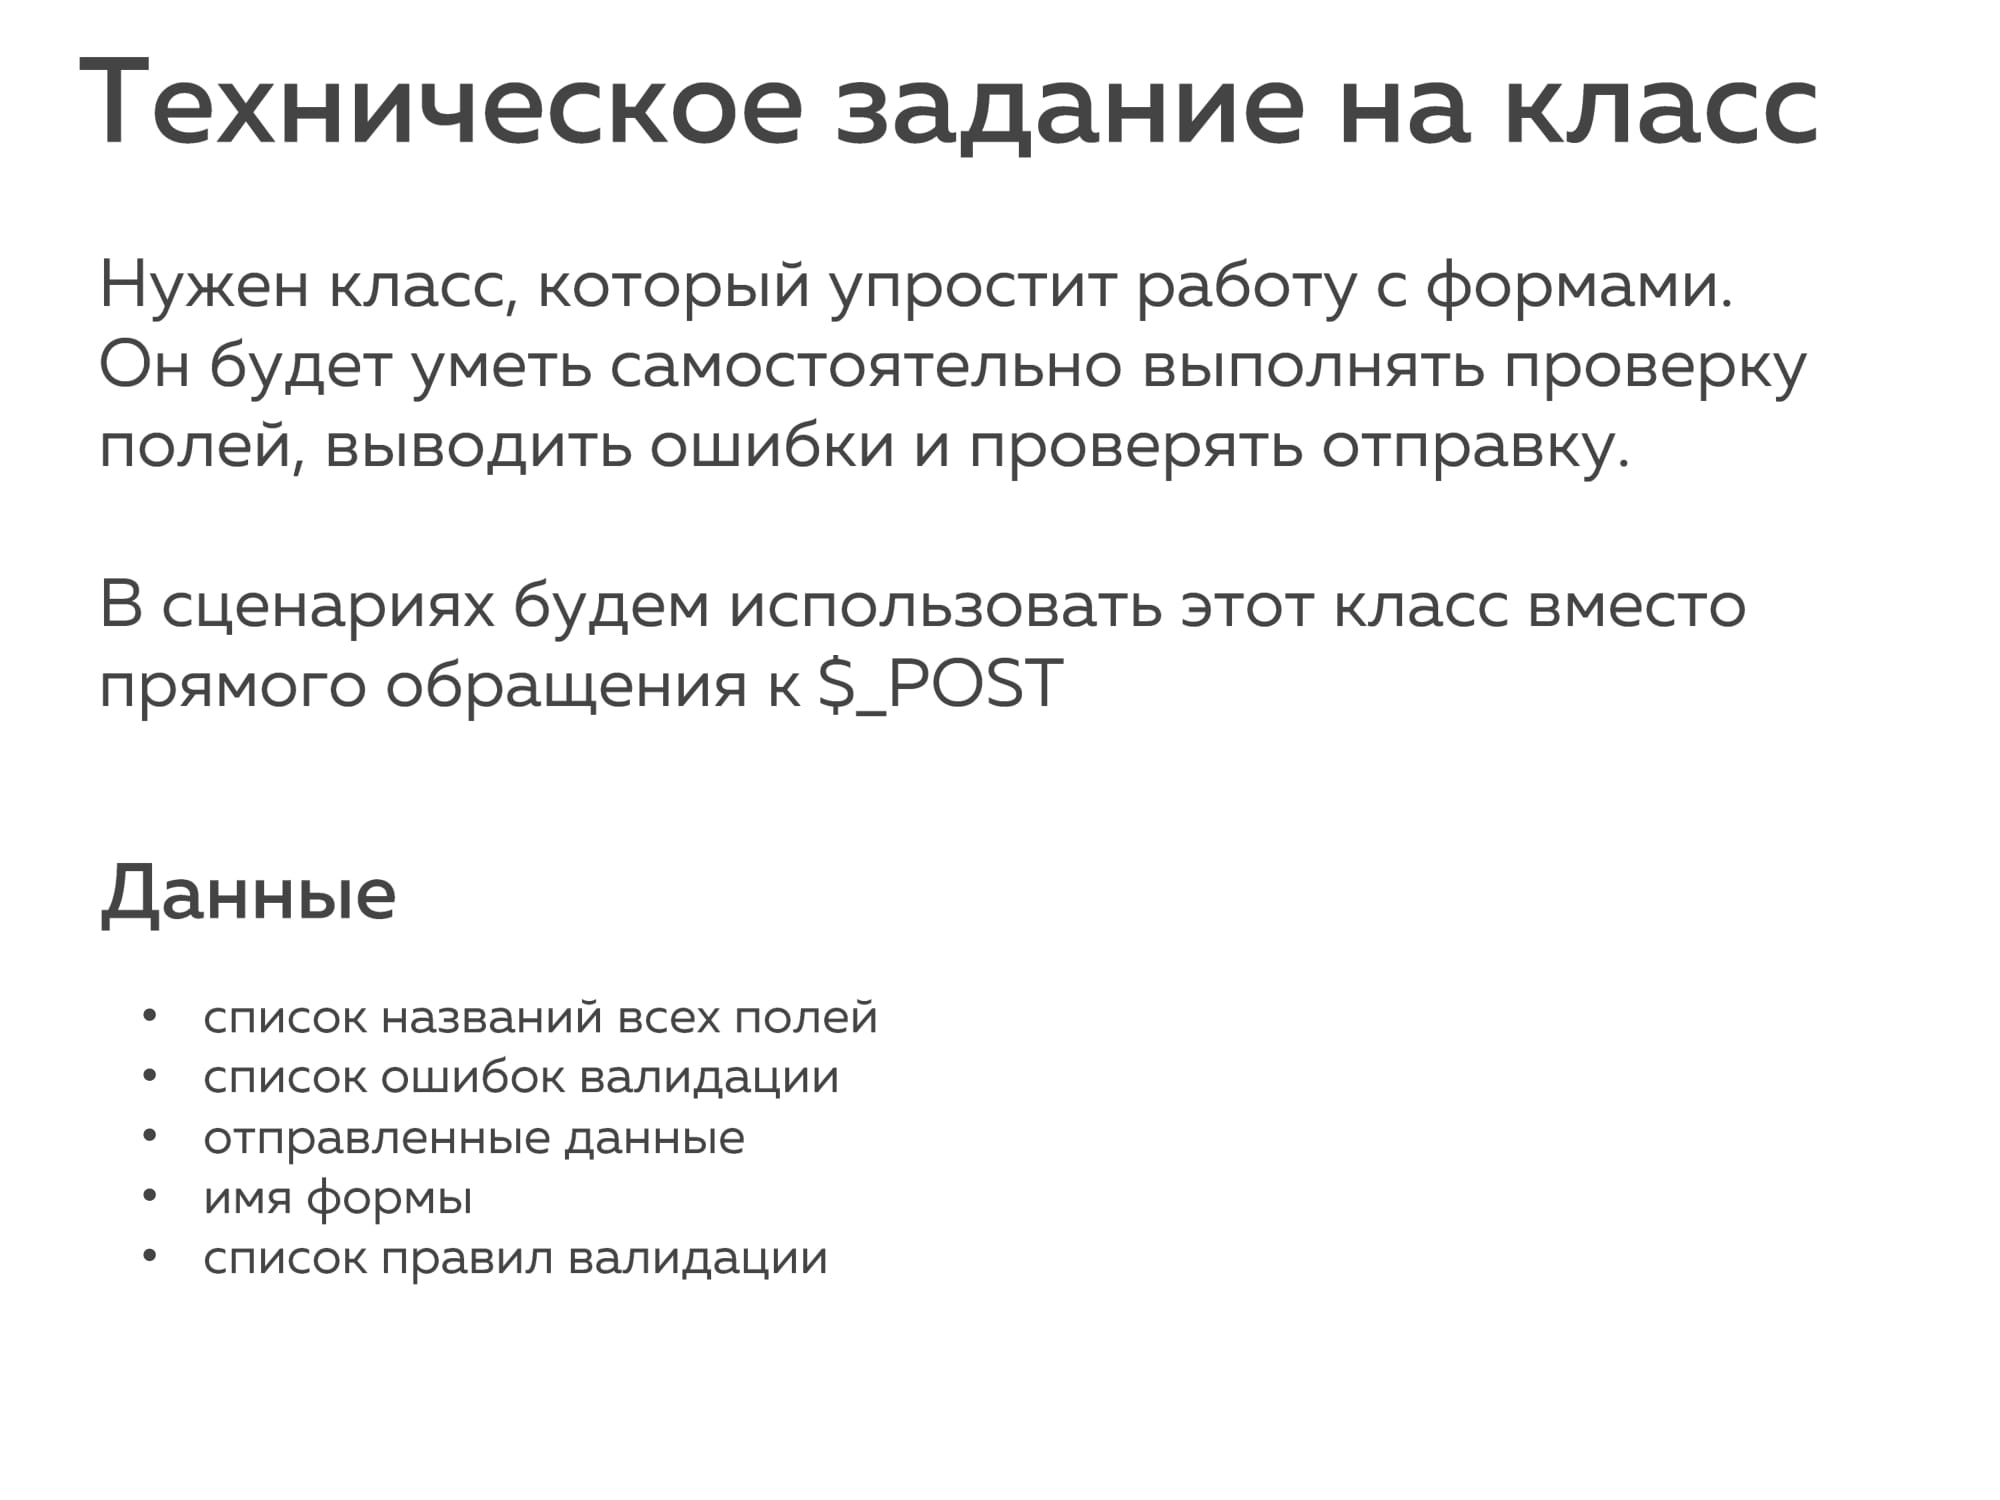 Техническое задание на класс
Нужен класс, который упростит работу с формами.
Он будет уметь самостоятельно выполнять проверку
полей, выводить ошибки и проверять отправку.
В сценариях будем использовать этот класс вместо
прямого обращения к $_POST
Данные
• список названий всех полей
• список ошибок валидации
• отправленные данные
• имя формы
• список правил валидации